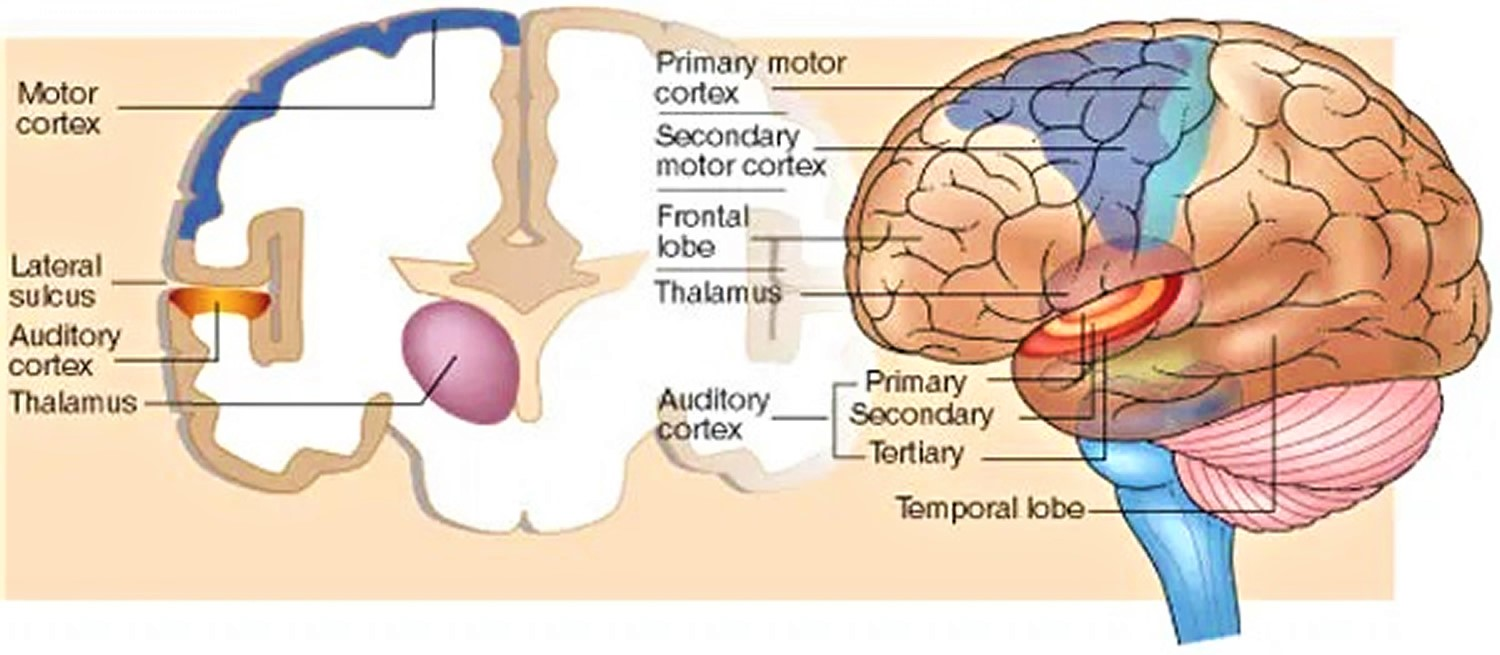 Motor
cortex
Lateral
sulcus
Auditory
cortex
Thalamus
Primary motor
cortex
Secondary
motor cortex
Frontal
lobe
Thalamus
Auditory
cortex
Primary
Secondary
Tertiary
Temporal lobe